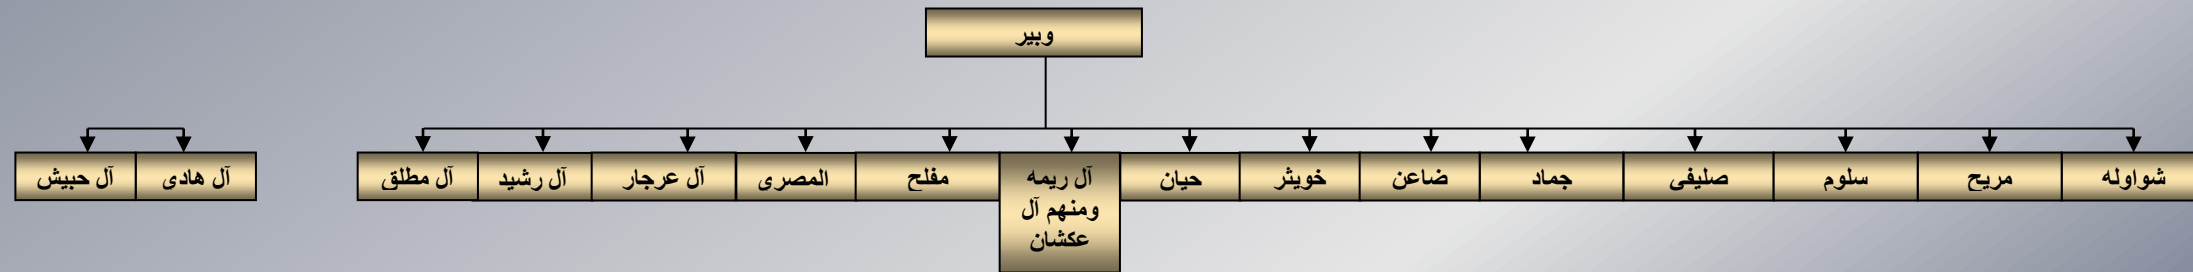 وبير
شواوله
مريح
سلوم
صليفى
جماد
ضاعن
خويثر
حيان
آل ريمه
ومنهم آل
عكشان
مفلح
المصرى
آل عرجار
آل رشيد
آل مطلق
آل هادى
آل حبيش